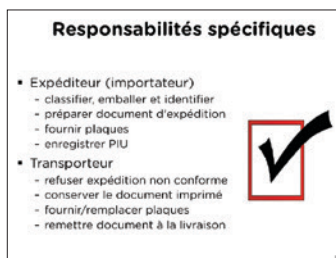 Responsabilités spécifiques
▪ Expéditeur (importateur)
- classifier, emballer et identifier
- préparer document d'expédition
- fournir plaques
- enregistrer PIU
▪ Transporteur
- refuser expédition non conforme
- conserver le document imprimé
- fournir/remplacer plaques
- remettre document à la livraison